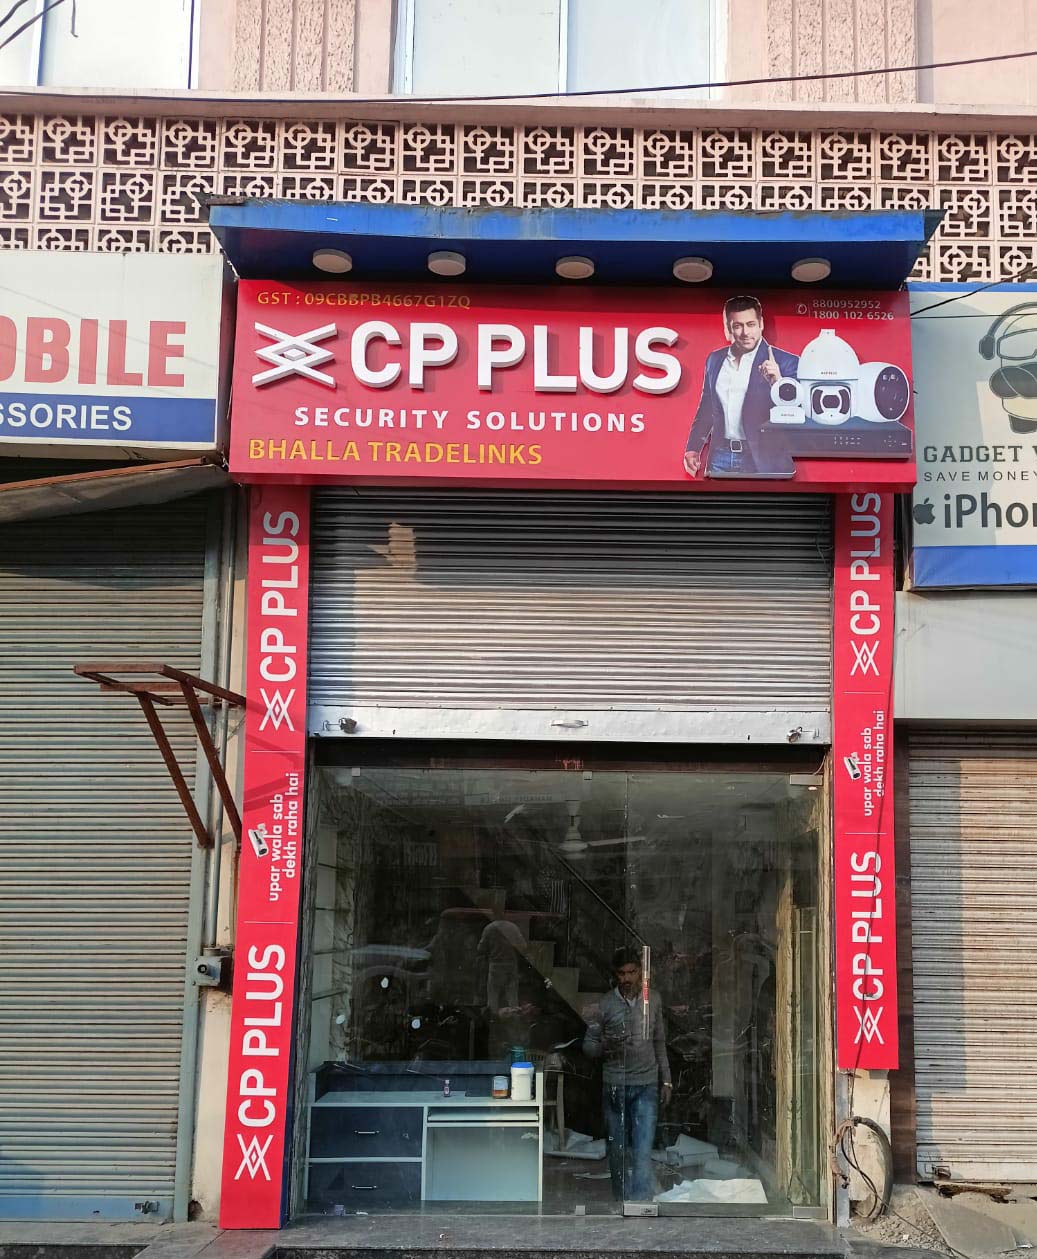 OBILE
SSORIES
GST : 09CBBPB4667G1ZQ
8800952952
1800 102 6526
CP PLUS
SECURITY SOLUTIONS
BHALLA TRADELINKS
GADGET
SAVE MONEY
iPhon
CP PLUS
upar wala sab
dekh raha hai
CP PLUS
CP PLUS
upar wala sab
dekh raha hai
CP PLUS